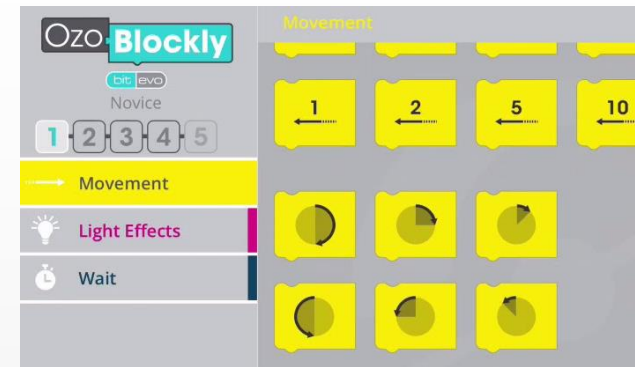 Ozo Blockly
bit evo
Novice
1 2 3 4 5
Movement
Light Effects
Wait
Movement
1 2 5 10